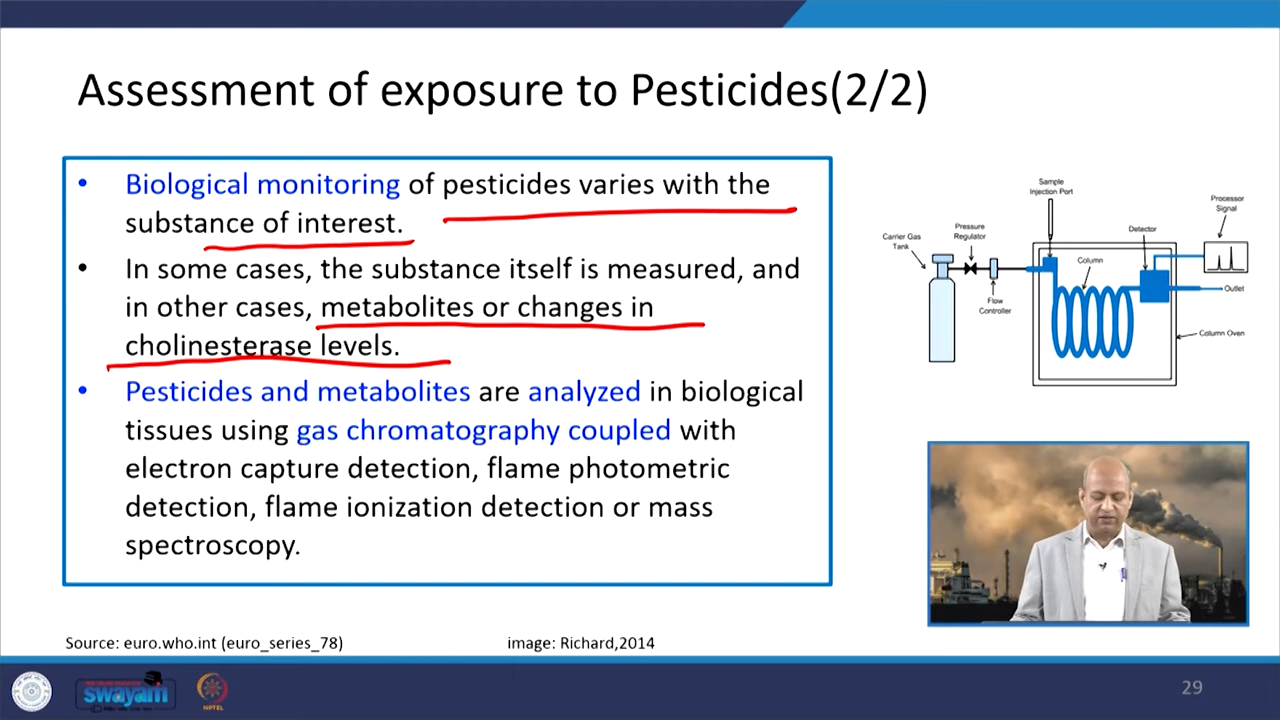 Assessment of exposure to Pesticides(2/2)
• Biological monitoring of pesticides varies with the
substance of interest.
• In some cases, the substance itself is measured, and
in other cases, metabolites or changes in
cholinesterase levels.
• Pesticides and metabolites are analyzed in biological
tissues using gas chromatography coupled with
electron capture detection, flame photometric
detection, flame ionization detection or mass
spectroscopy.
Sample
Injection Port
Processor
Signal
Carrier Gas
Tank
Pressure
Regulator
Detector
Column
Flow
Controller
Outlet
Column Oven
Source: euro.who.int (euro_series_78)
image: Richard,2014
swayam
NPTEL
29